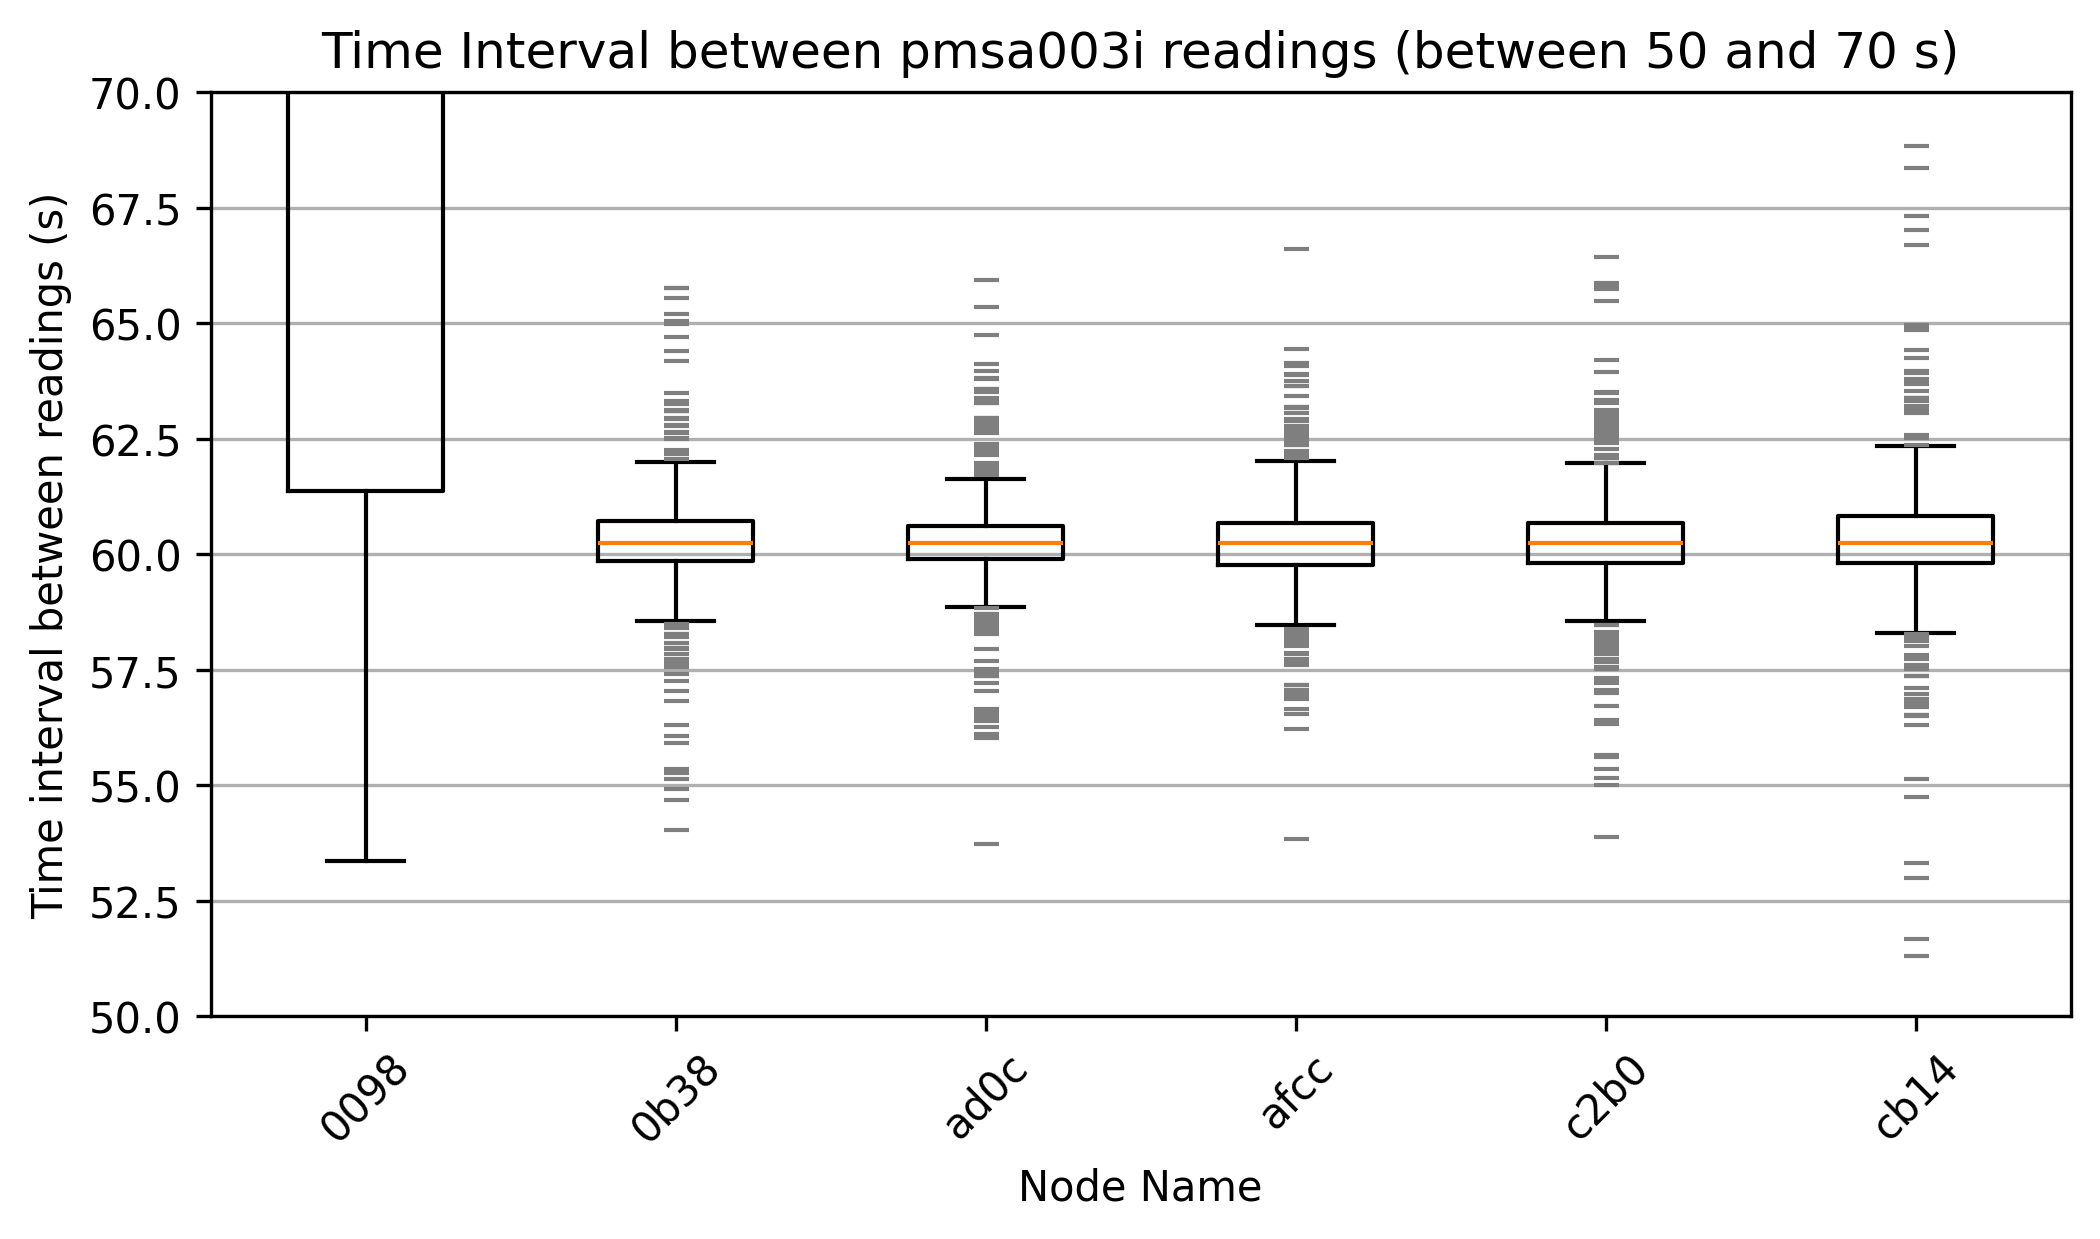 Time Interval between pmsa003i readings (between 50 and 70 s)
Time interval between readings (s)
70.0
67.5
65.0
62.5
60.0
57.5
55.0
52.5
50.0
0098
0b38
ad0c
afcc
c2b0
cb14
Node Name